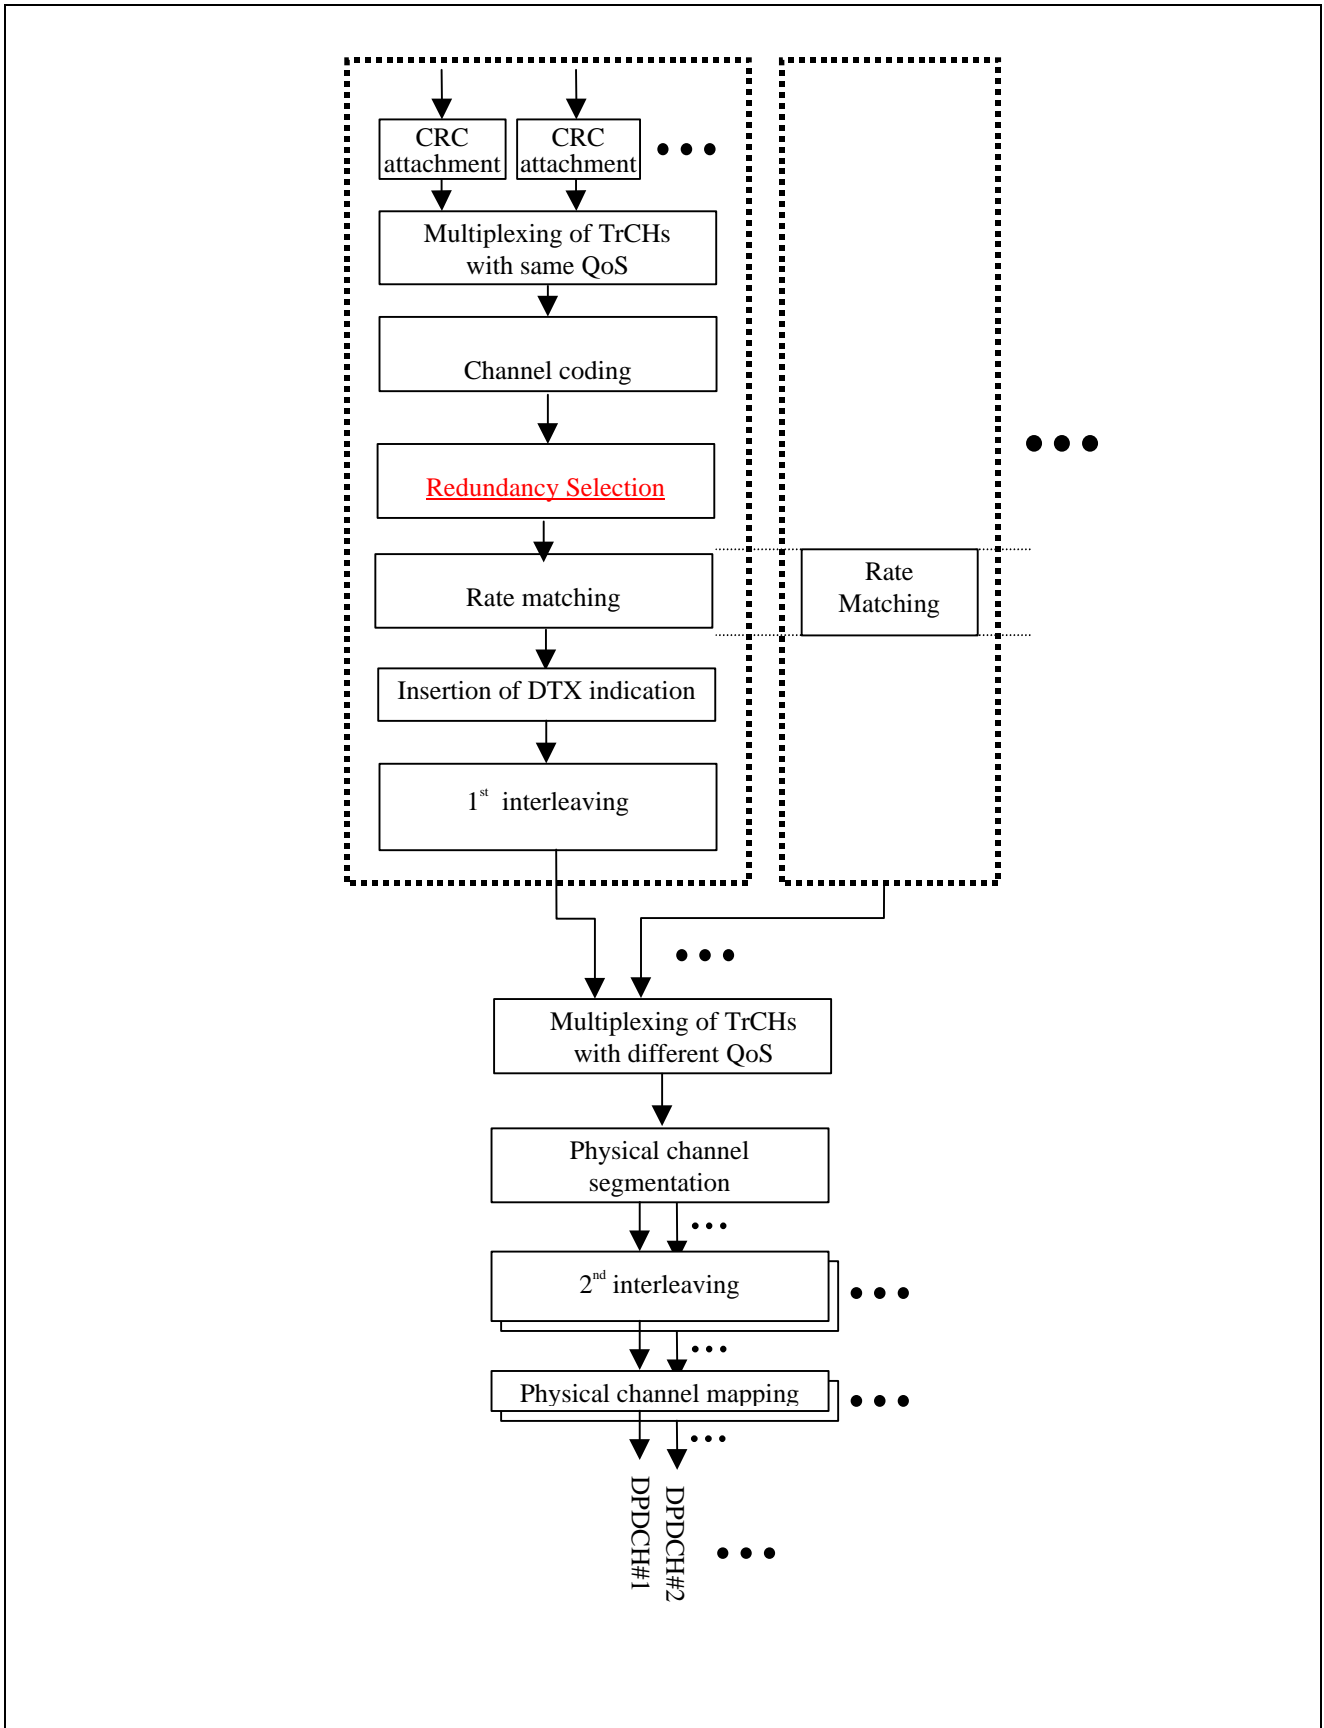 CRC
attachment
CRC
attachment
Multiplexing of TrCHs
with same QoS
Channel coding
Redundancy Selection
Rate matching
Rate
Matching
Insertion of DTX indication
1st interleaving
Multiplexing of TrCHs
with different QoS
Physical channel
segmentation
2nd interleaving
Physical channel mapping
DPDCH#1
DPDCH#2